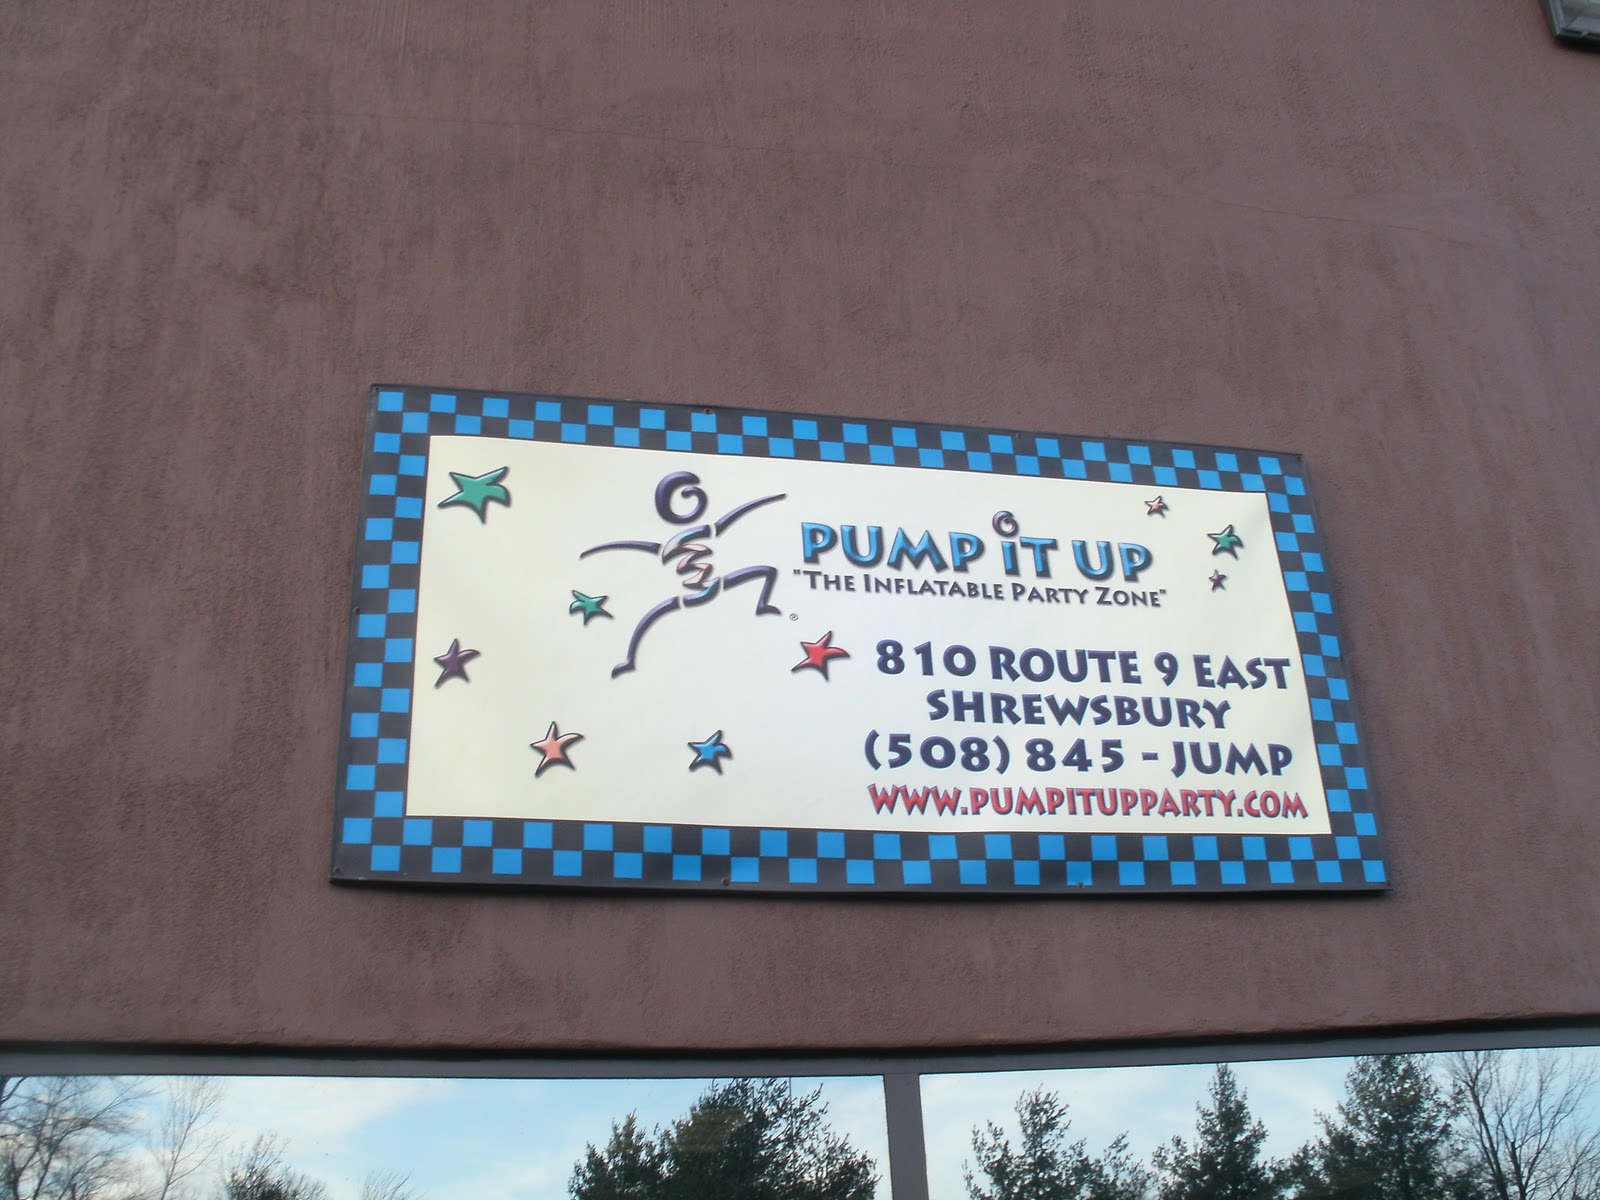 PUMP iT UP
"THE INFLATABLE PARTY ZONE"
®
810 ROUTE 9 EAST
SHREWSBURY
(508) 845 - JUMP
WWW.PUMPITUPPARTY.COM